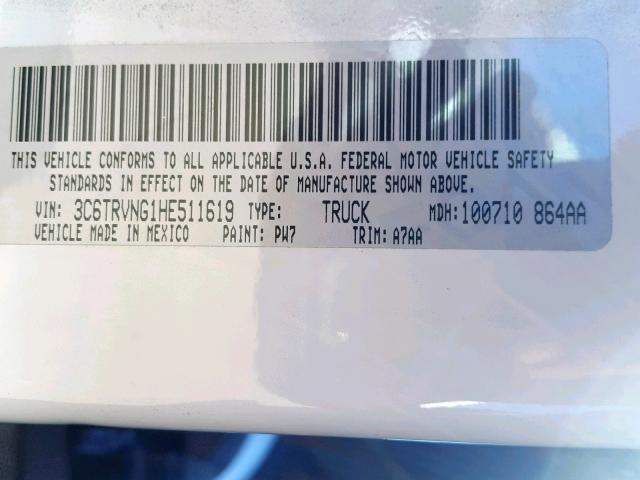 THIS VEHICLE CONFORMS TO ALL APPLICABLE U.S.A. FEDERAL MOTOR VEHICLE SAFETY
STANDARDS IN EFFECT ON THE DATE OF MANUFACTURE SHOWN ABOVE.
VIN: 3C6TRVNG1HE511619 TYPE: TRUCK MDH:100710 864AA
VEHICLE MADE IN MEXICO PAINT: PW7 TRIM: A7AA